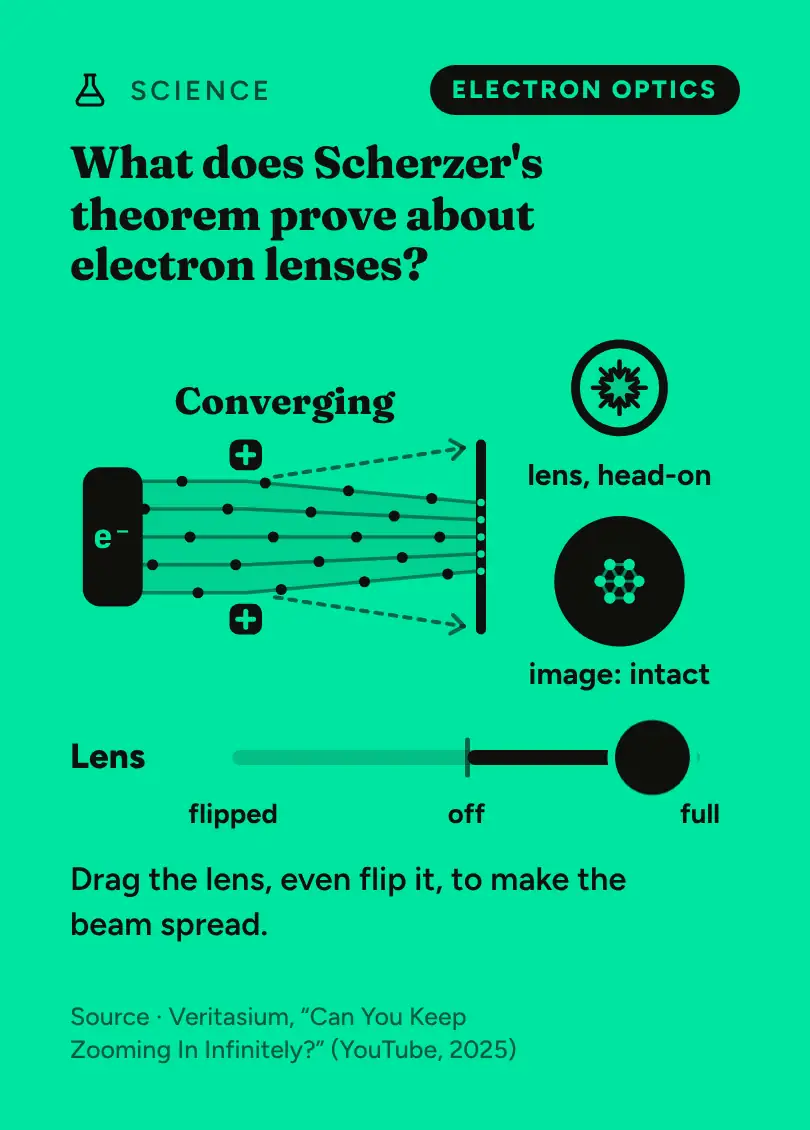 SCIENCE
ELECTRON OPTICS
What does Scherzer's
theorem prove about
electron lenses?
Converging
+
e⁻
+
lens, head-on
image: intact
Lens
flipped
off
full
Drag the lens, even flip it, to make the
beam spread.
Source · Veritasium, “Can You Keep
Zooming In Infinitely?” (YouTube, 2025)